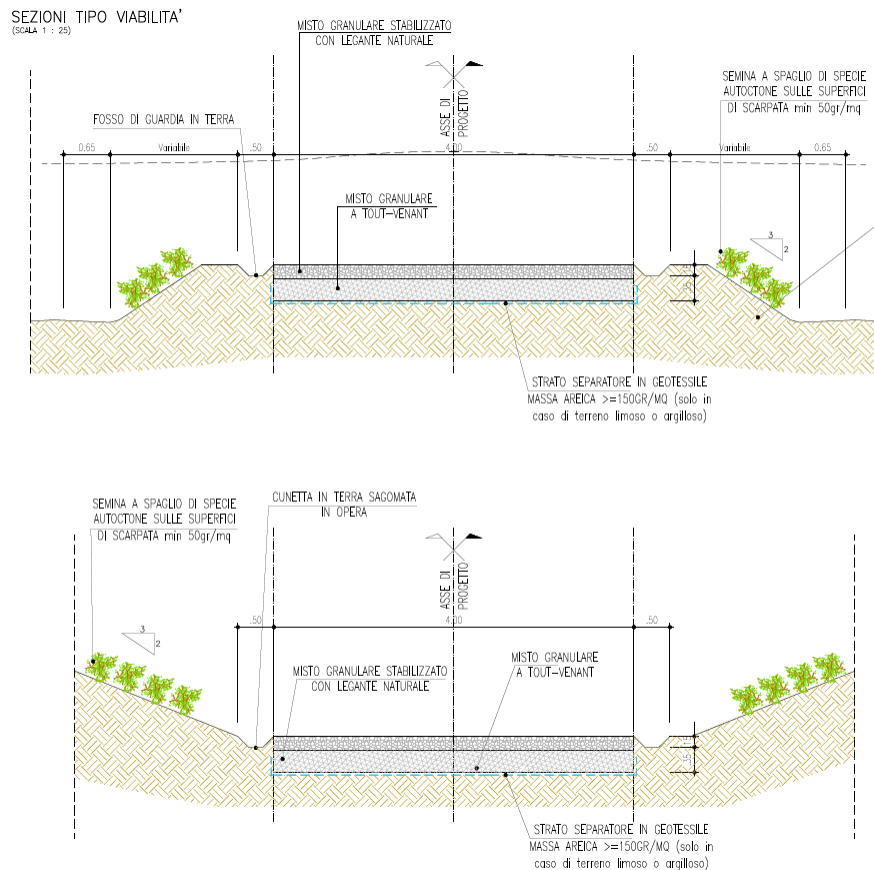 SEZIONI TIPO VIABILITA'
(SCALA 1 : 25)
MISTO GRANULARE STABILIZZATO
CON LEGANTE NATURALE
ASSE DI
PROGETTO
SEMINA A SPAGLIO DI SPECIE
AUTOCTONE SULLE SUPERFICI
DI SCARPATA min 50gr/mq
FOSSO DI GUARDIA IN TERRA
0.65
Variabile
.50
4.00
.50
Variabile
0.65
MISTO GRANULARE
A TOUT-VENANT
3
2
.15
.35
STRATO SEPARATORE IN GEOTESSILE
MASSA AREICA >=150GR/MQ (solo in
caso di terreno limoso o argilloso)
SEMINA A SPAGLIO DI SPECIE
AUTOCTONE SULLE SUPERFICI
DI SCARPATA min 50gr/mq
CUNETTA IN TERRA SAGOMATA
IN OPERA
ASSE DI
PROGETTO
.50
4.00
.50
3
2
MISTO GRANULARE STABILIZZATO
CON LEGANTE NATURALE
MISTO GRANULARE
A TOUT-VENANT
.15
.35
STRATO SEPARATORE IN GEOTESSILE
MASSA AREICA >=150GR/MQ (solo in
caso di terreno limoso o argilloso)